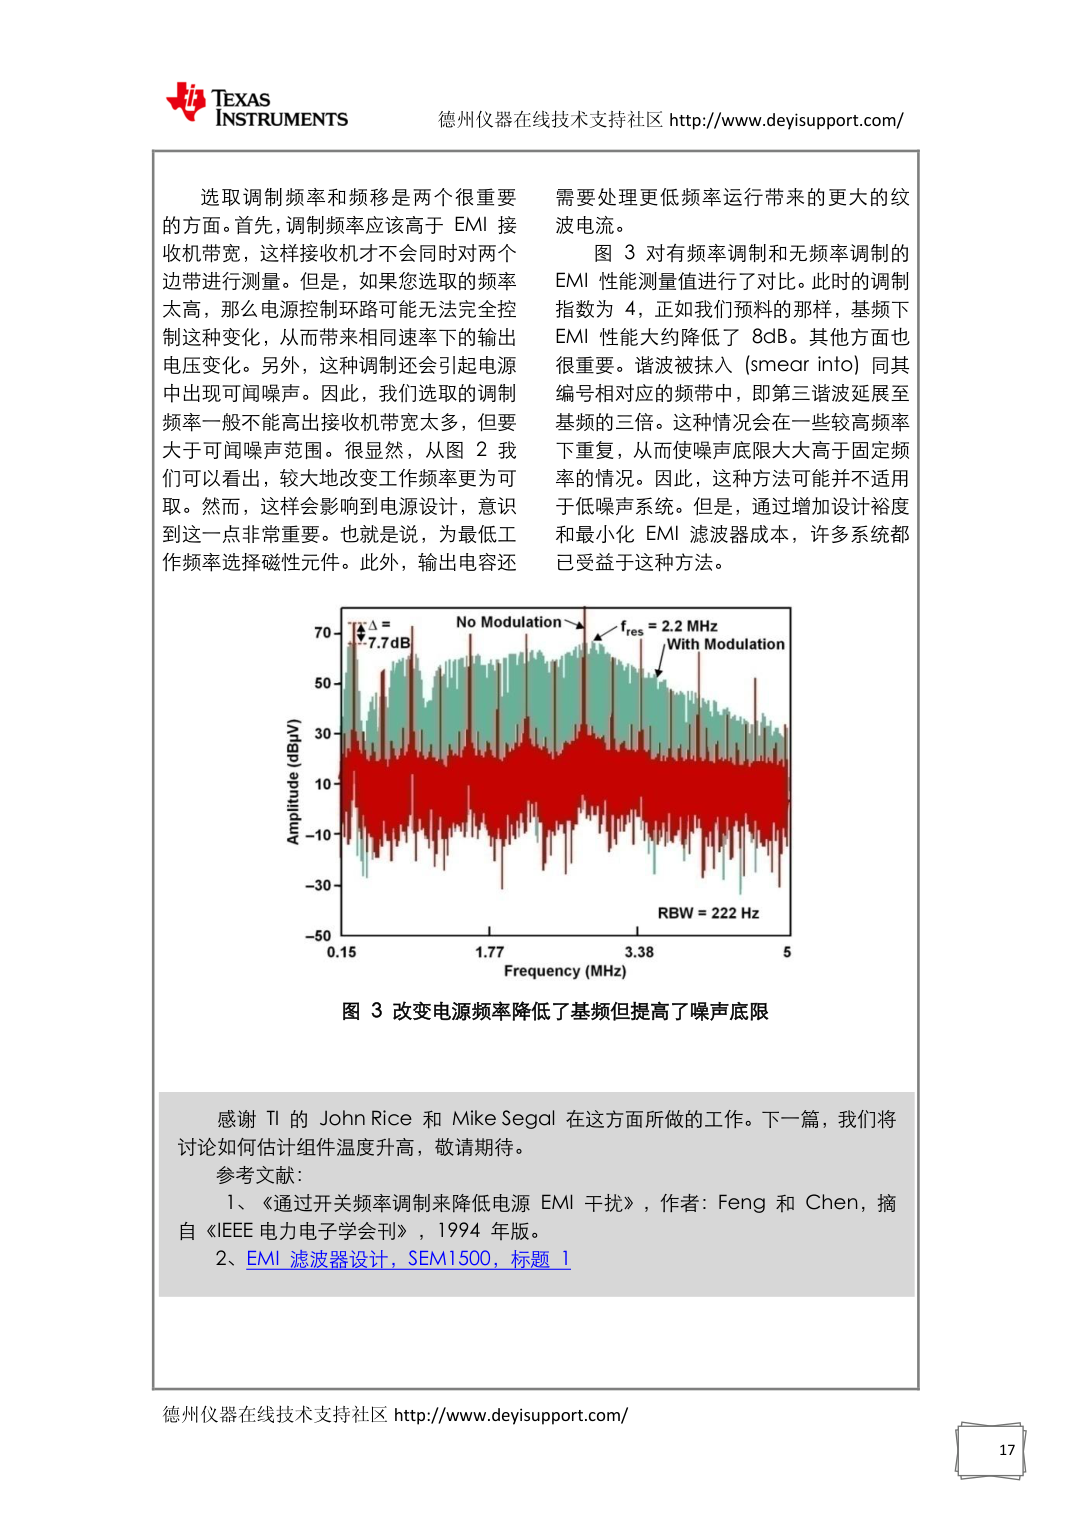 TEXAS
INSTRUMENTS
德州仪器在线技术支持社区 http://www.deyisupport.com/
选取调制频率和频移是两个很重要
的方面。首先，调制频率应该高于 EMI 接
收机带宽，这样接收机才不会同时对两个
边带进行测量。但是，如果您选取的频率
太高，那么电源控制环路可能无法完全控
制这种变化，从而带来相同速率下的输出
电压变化。另外，这种调制还会引起电源
中出现可闻噪声。因此，我们选取的调制
频率一般不能高出接收机带宽太多，但要
大于可闻噪声范围。很显然，从图 2 我
们可以看出，较大地改变工作频率更为可
取。然而，这样会影响到电源设计，意识
到这一点非常重要。也就是说，为最低工
作频率选择磁性元件。此外，输出电容还
需要处理更低频率运行带来的更大的纹
波电流。
图 3 对有频率调制和无频率调制的
EMI 性能测量值进行了对比。此时的调制
指数为 4，正如我们预料的那样，基频下
EMI 性能大约降低了 8dB。其他方面也
很重要。谐波被抹入 (smear into) 同其
编号相对应的频带中，即第三谐波延展至
基频的三倍。这种情况会在一些较高频率
下重复，从而使噪声底限大大高于固定频
率的情况。因此，这种方法可能并不适用
于低噪声系统。但是，通过增加设计裕度
和最小化 EMI 滤波器成本，许多系统都
已受益于这种方法。
No Modulation
fres = 2.2 MHz
With Modulation
Δ =
7.7dB
70
50
30
10
–10
–30
–50
Amplitude (dBµV)
RBW = 222 Hz
0.15 1.77 3.38 5
Frequency (MHz)
图 3 改变电源频率降低了基频但提高了噪声底限
感谢 TI 的 John Rice 和 Mike Segal 在这方面所做的工作。下一篇，我们将
讨论如何估计组件温度升高，敬请期待。
参考文献：
1、《通过开关频率调制来降低电源 EMI 干扰》，作者：Feng 和 Chen，摘
自《IEEE 电力电子学会刊》，1994 年版。
2、EMI 滤波器设计，SEM1500，标题 1
德州仪器在线技术支持社区 http://www.deyisupport.com/
17